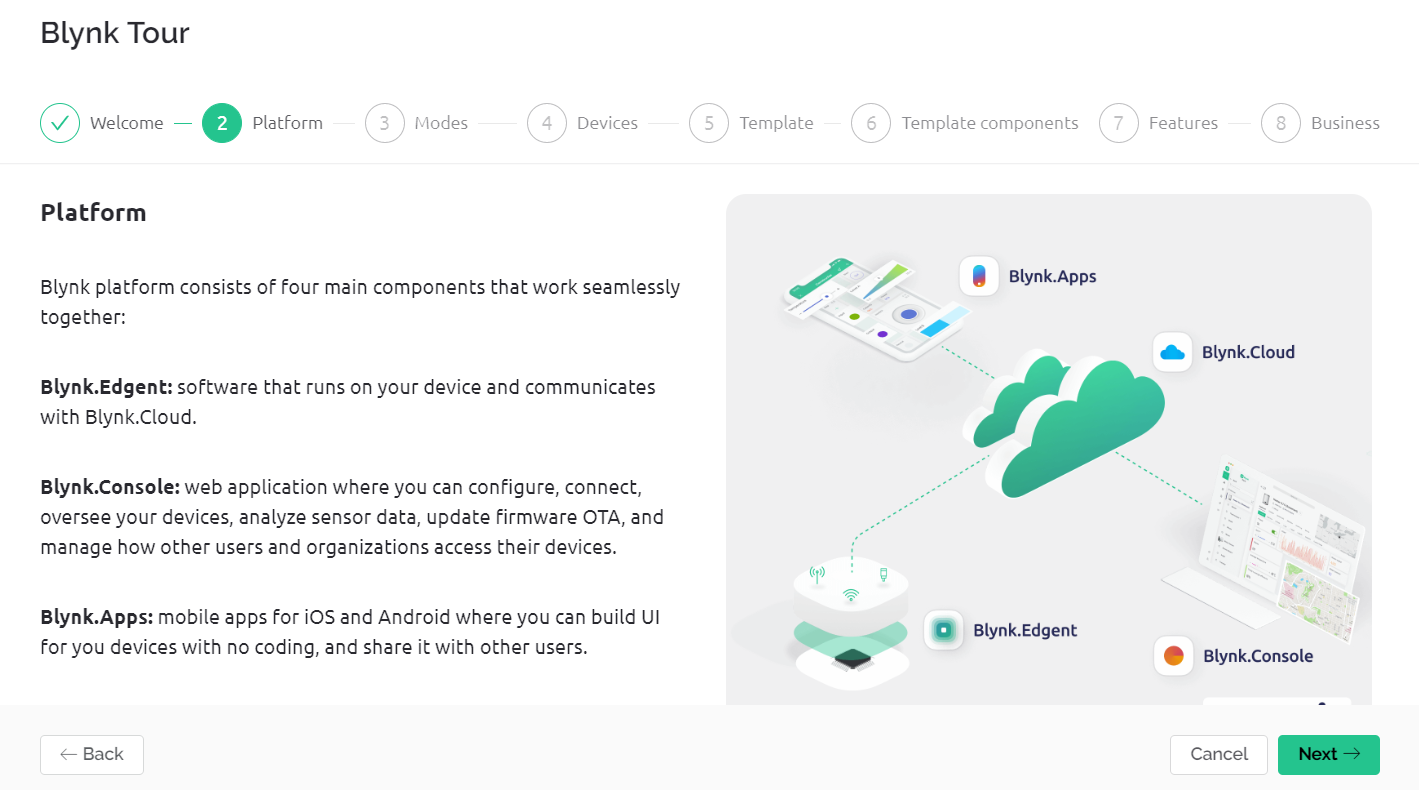 Blynk Tour
Welcome
2 Platform
3 Modes
4 Devices
5 Template
6 Template components
7 Features
8 Business
Platform
Blynk platform consists of four main components that work seamlessly
together:
Blynk.Edgent: software that runs on your device and communicates
with Blynk.Cloud.
Blynk.Console: web application where you can configure, connect,
oversee your devices, analyze sensor data, update firmware OTA, and
manage how other users and organizations access their devices.
Blynk.Apps: mobile apps for iOS and Android where you can build UI
for you devices with no coding, and share it with other users.
Blynk.Apps
Blynk.Cloud
Blynk.Edgent
Blynk.Console
← Back
Cancel
Next →